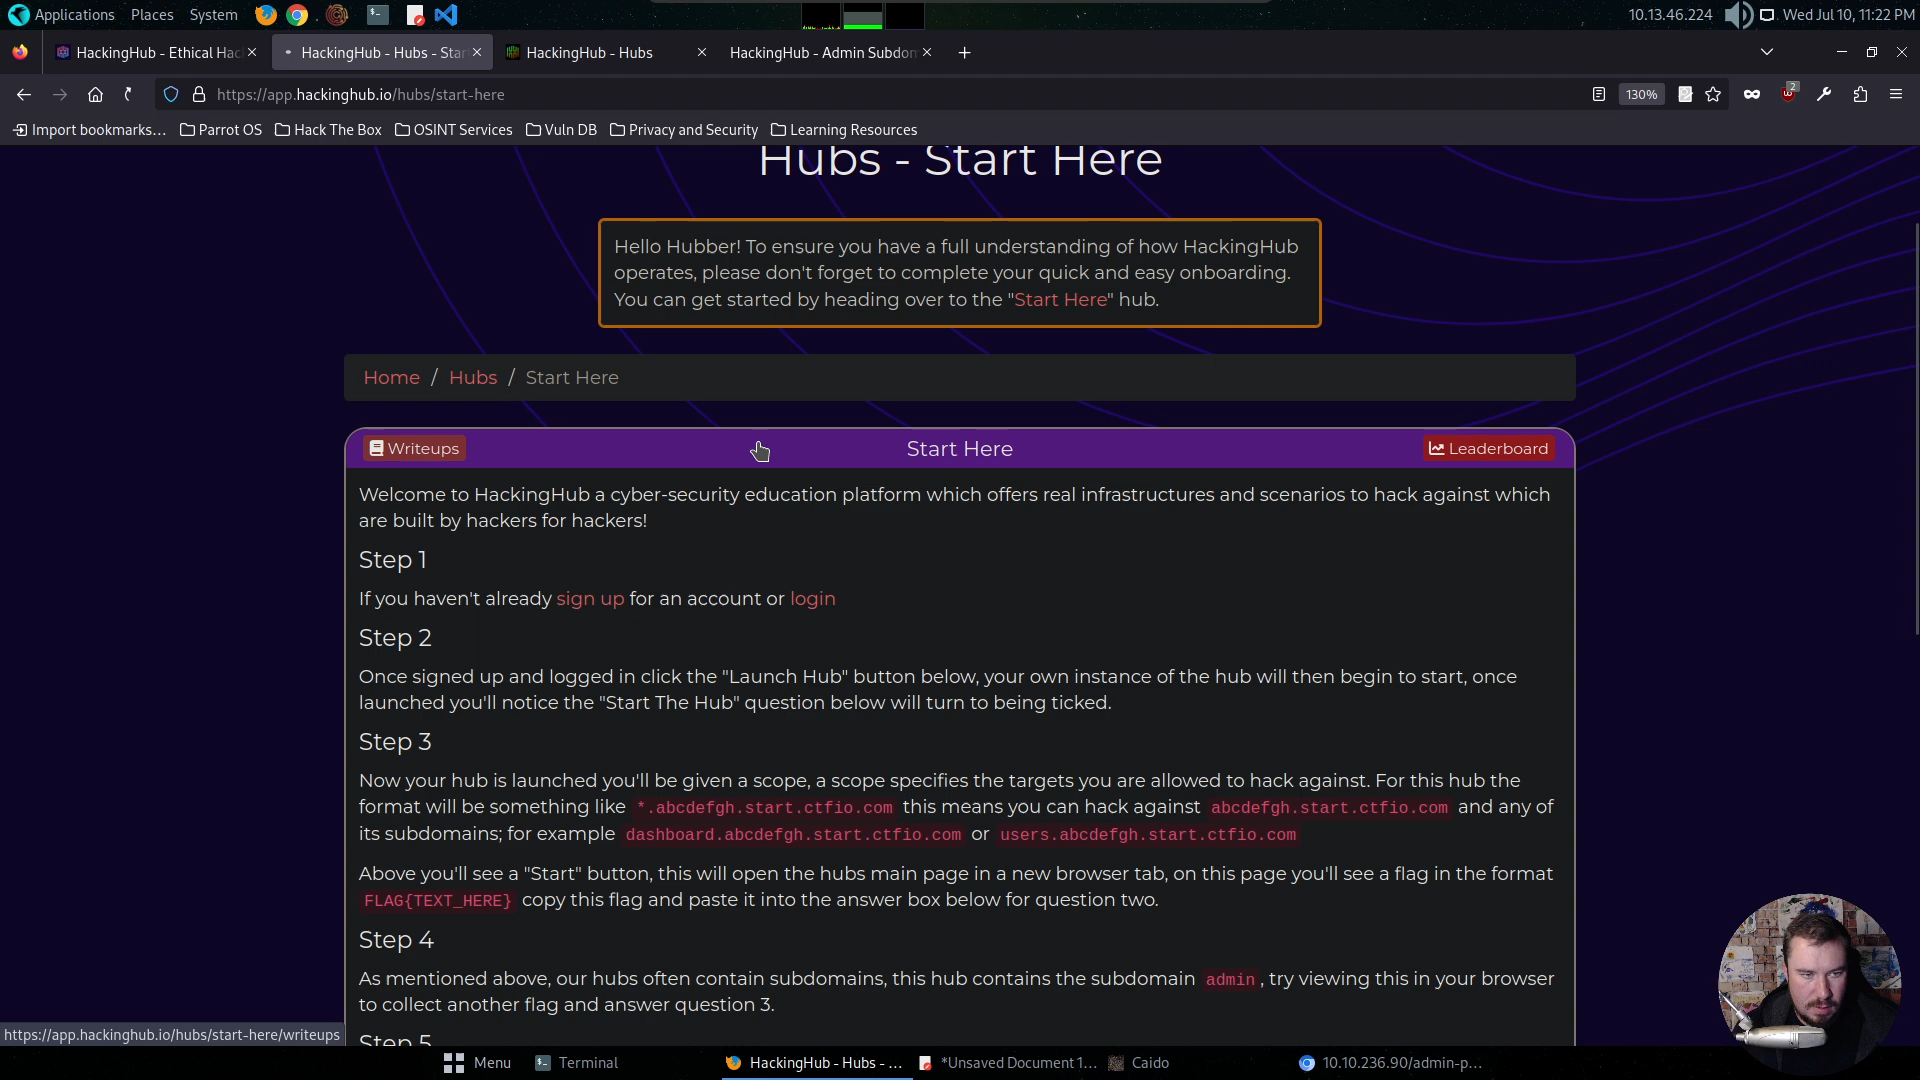 Applications Places System
10.13.46.224 Wed Jul 10, 11:22 PM
HackingHub - Ethical Hac
HackingHub - Hubs - Star
HackingHub - Hubs
HackingHub - Admin Subdom
https://app.hackinghub.io/hubs/start-here
130%
2
Import bookmarks... Parrot OS Hack The Box OSINT Services Vuln DB Privacy and Security Learning Resources
Hubs - Start Here
Hello Hubber! To ensure you have a full understanding of how HackingHub
operates, please don't forget to complete your quick and easy onboarding.
You can get started by heading over to the "Start Here" hub.
Home / Hubs / Start Here
Writeups Start Here Leaderboard
Welcome to HackingHub a cyber-security education platform which offers real infrastructures and scenarios to hack against which
are built by hackers for hackers!
Step 1
If you haven't already sign up for an account or login
Step 2
Once signed up and logged in click the "Launch Hub" button below, your own instance of the hub will then begin to start, once
launched you'll notice the "Start The Hub" question below will turn to being ticked.
Step 3
Now your hub is launched you'll be given a scope, a scope specifies the targets you are allowed to hack against. For this hub the
format will be something like *.abcdefgh.start.ctfio.com this means you can hack against abcdefgh.start.ctfio.com and any of
its subdomains; for example dashboard.abcdefgh.start.ctfio.com or users.abcdefgh.start.ctfio.com
Above you'll see a "Start" button, this will open the hubs main page in a new browser tab, on this page you'll see a flag in the format
FLAG{TEXT_HERE} copy this flag and paste it into the answer box below for question two.
Step 4
As mentioned above, our hubs often contain subdomains, this hub contains the subdomain admin, try viewing this in your browser
to collect another flag and answer question 3.
Step 5
https://app.hackinghub.io/hubs/start-here/writeups
Menu Terminal HackingHub - Hubs - ... *Unsaved Document 1... Caido 10.10.236.90/admin-p...